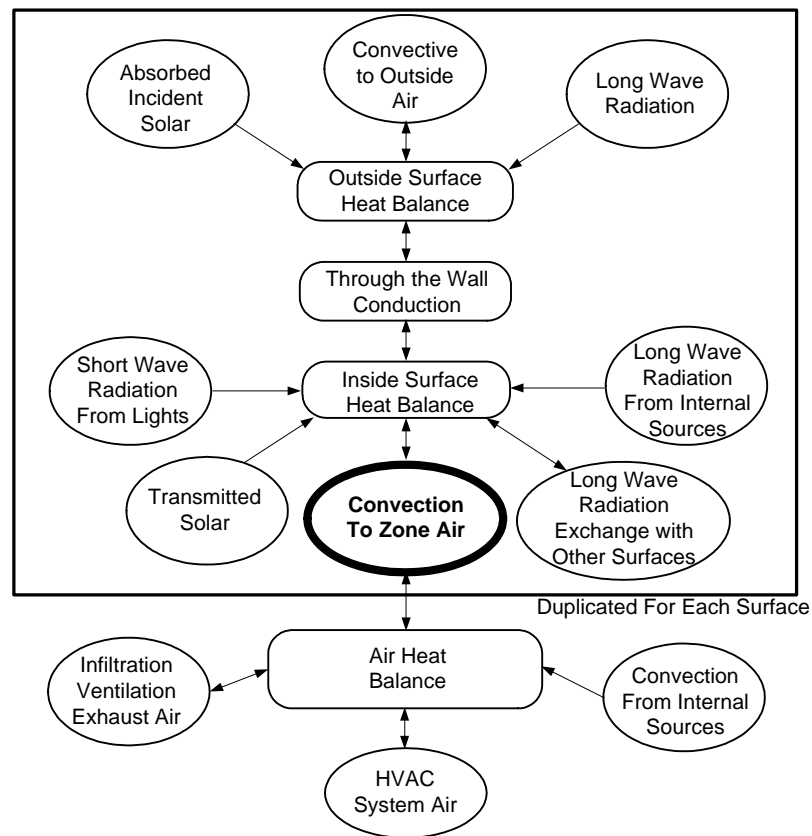 Absorbed
Incident
Solar
Convective
to Outside
Air
Long Wave
Radiation
Outside Surface
Heat Balance
Through the Wall
Conduction
Short Wave
Radiation
From Lights
Inside Surface
Heat Balance
Long Wave
Radiation
From Internal
Sources
Transmitted
Solar
Convection
To Zone Air
Long Wave
Radiation
Exchange with
Other Surfaces
Duplicated For Each Surface
Infiltration
Ventilation
Exhaust Air
Air Heat
Balance
Convection
From Internal
Sources
HVAC
System Air